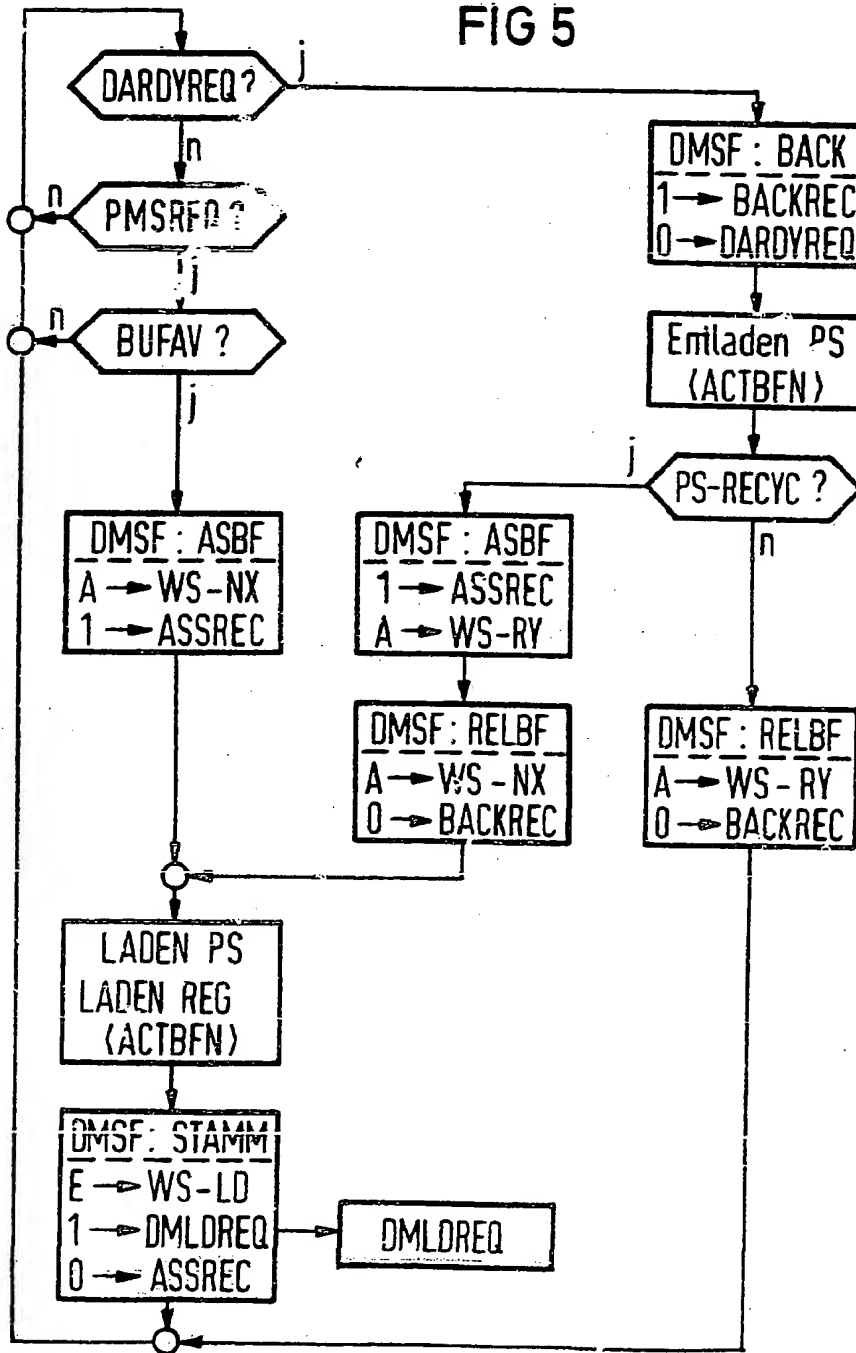 FIG 5
DARDYREQ?
j
n
DMSF : BACK
1 → BACKREC
0 → DARDYREQ
n
PMSREQ ?
j
n
BUFAV ?
j
Entladen PS
⟨ACTBFN⟩
j
PS-RECYC ?
n
DMSF : ASBF
A → WS-NX
1 → ASSREC
DMSF : ASBF
1 → ASSREC
A → WS-RY
DMSF : RELBF
A → WS-NX
0 → BACKREC
DMSF : RELBF
A → WS-RY
0 → BACKREC
LADEN PS
LADEN REG
⟨ACTBFN⟩
DMSF: STAMM
E → WS-LD
1 → DMLDREQ
0 → ASSREC
DMLDREQ